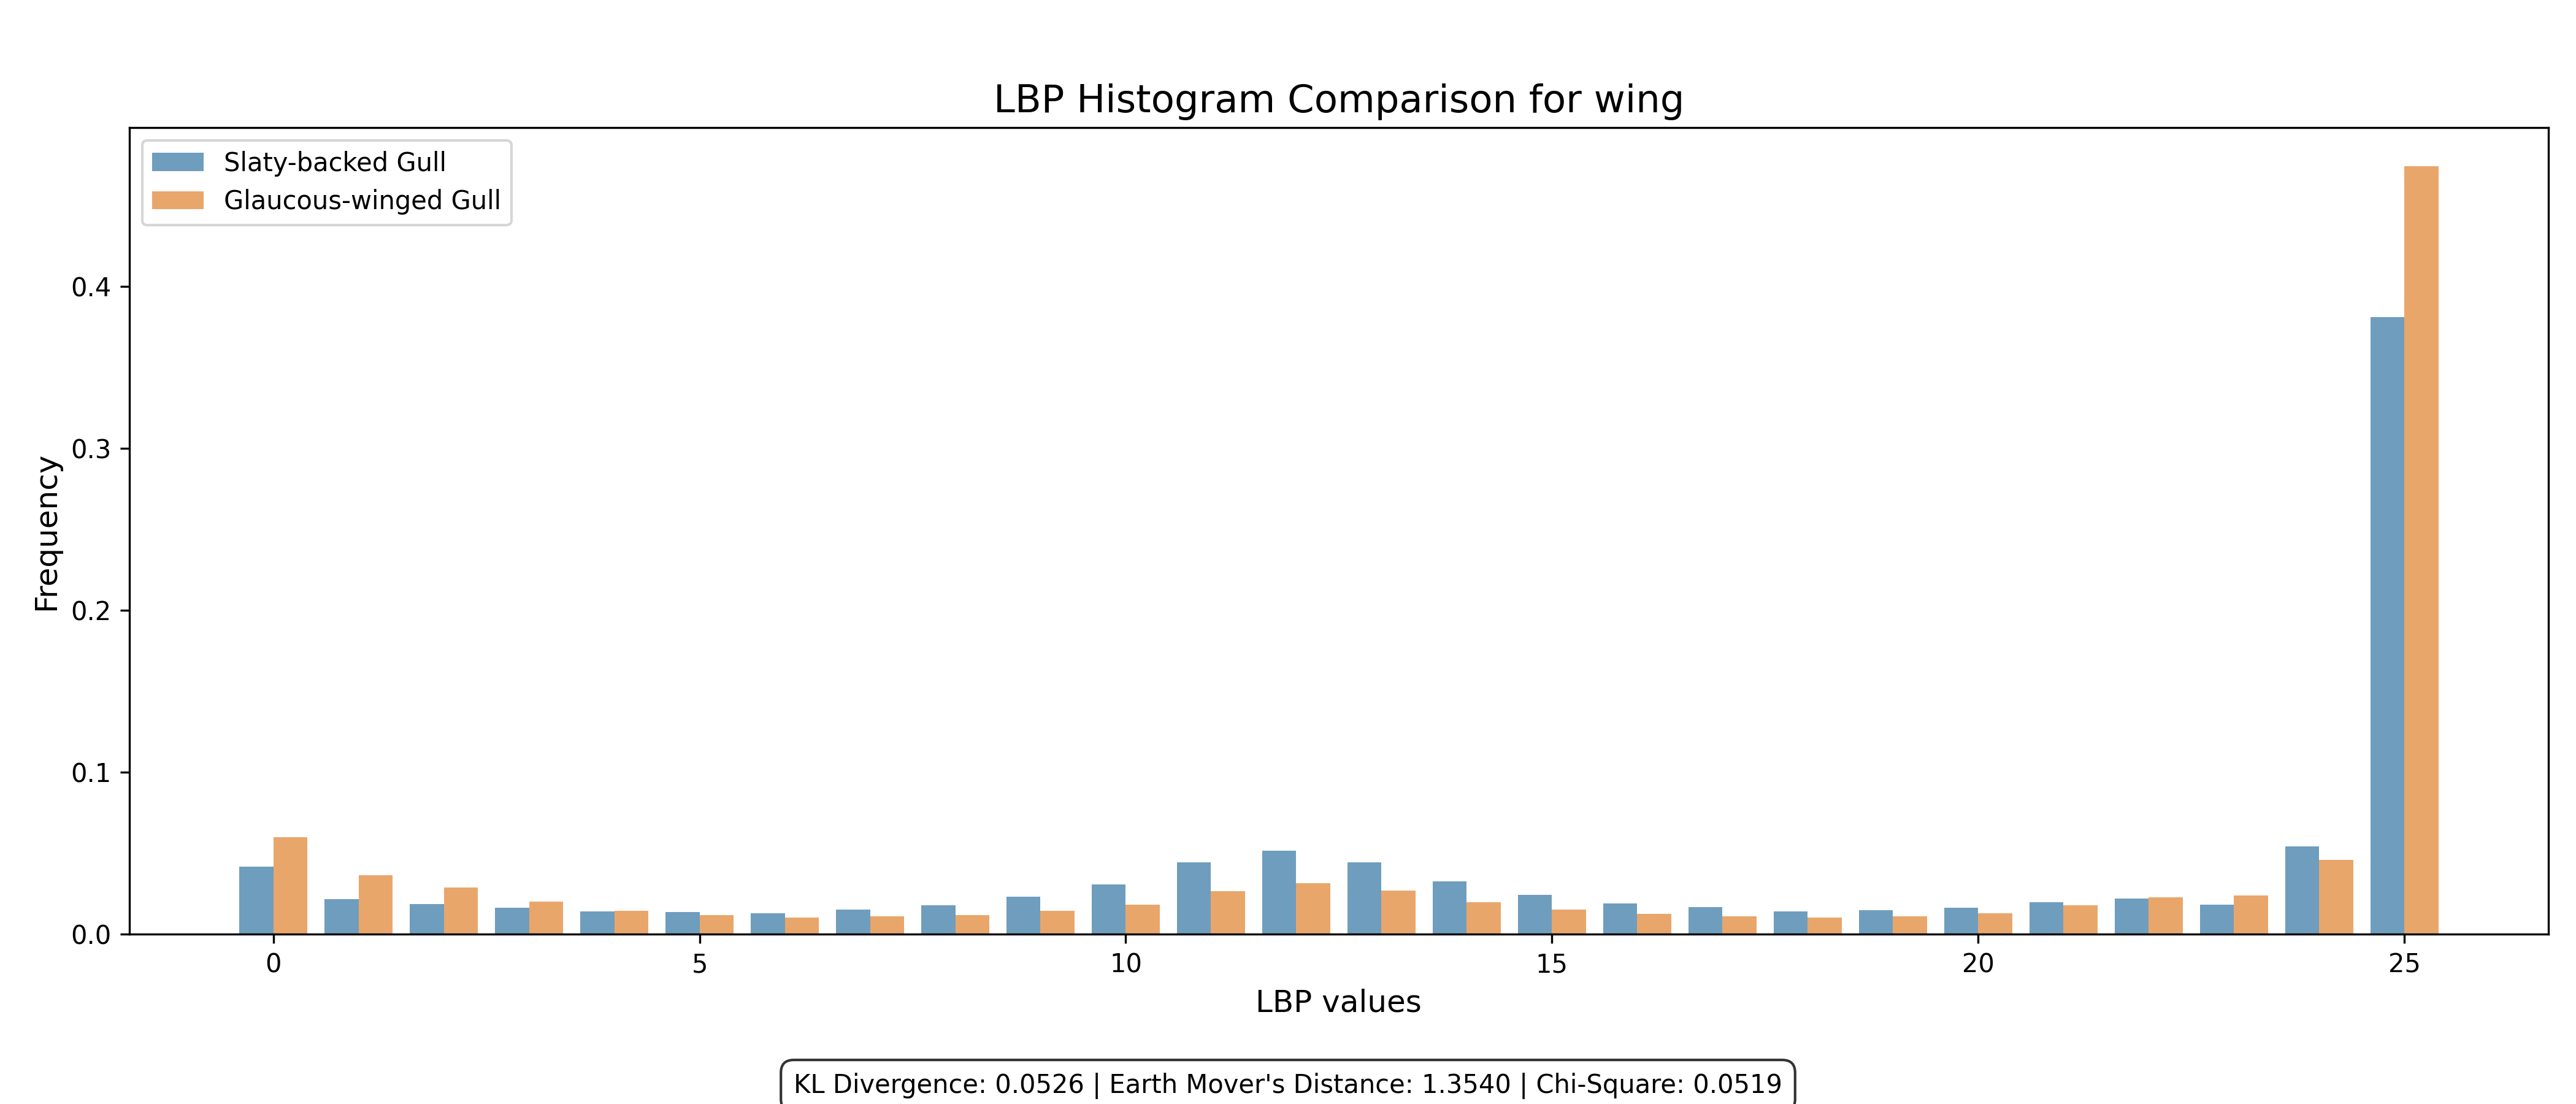 LBP Histogram Comparison for wing
Slaty-backed Gull
Glaucous-winged Gull
Frequency
0.4
0.3
0.2
0.1
0.0
0 5 10 15 20 25
LBP values
KL Divergence: 0.0526 | Earth Mover's Distance: 1.3540 | Chi-Square: 0.0519